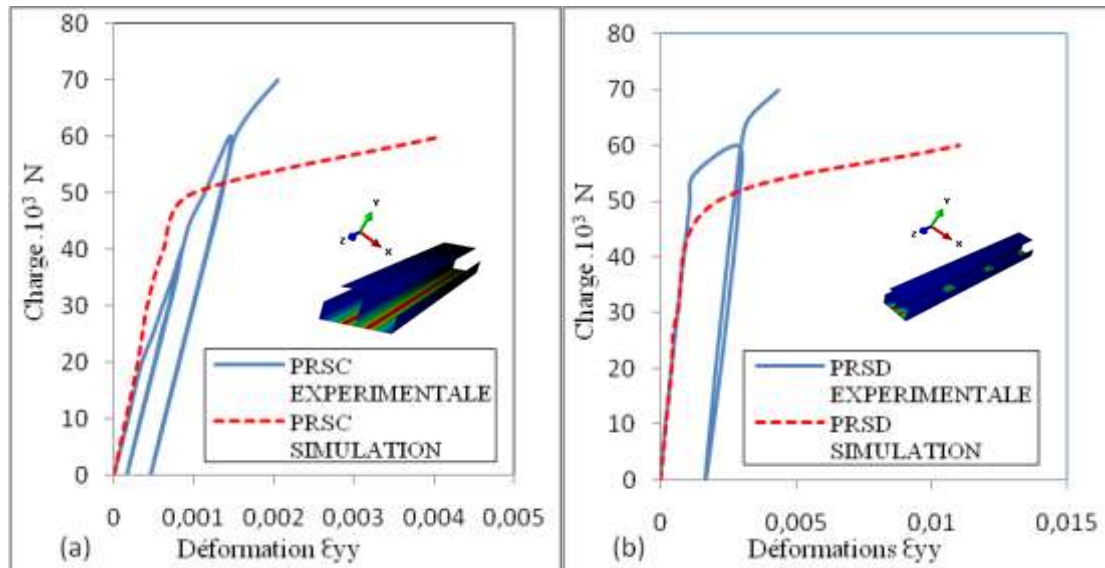 80
70
60
50
40
30
20
10
0
Charge .10³ N
Y
Z
X
PRSC
EXPERIMENTALE
PRSC
SIMULATION
0 0,001 0,002 0,003 0,004 0,005
(a) Déformation Ɛyy
80
70
60
50
40
30
20
10
0
Charge .10³ N
Y
Z
X
PRSD
EXPERIMENTALE
PRSD
SIMULATION
0 0,005 0,01 0,015
(b) Déformations Ɛyy